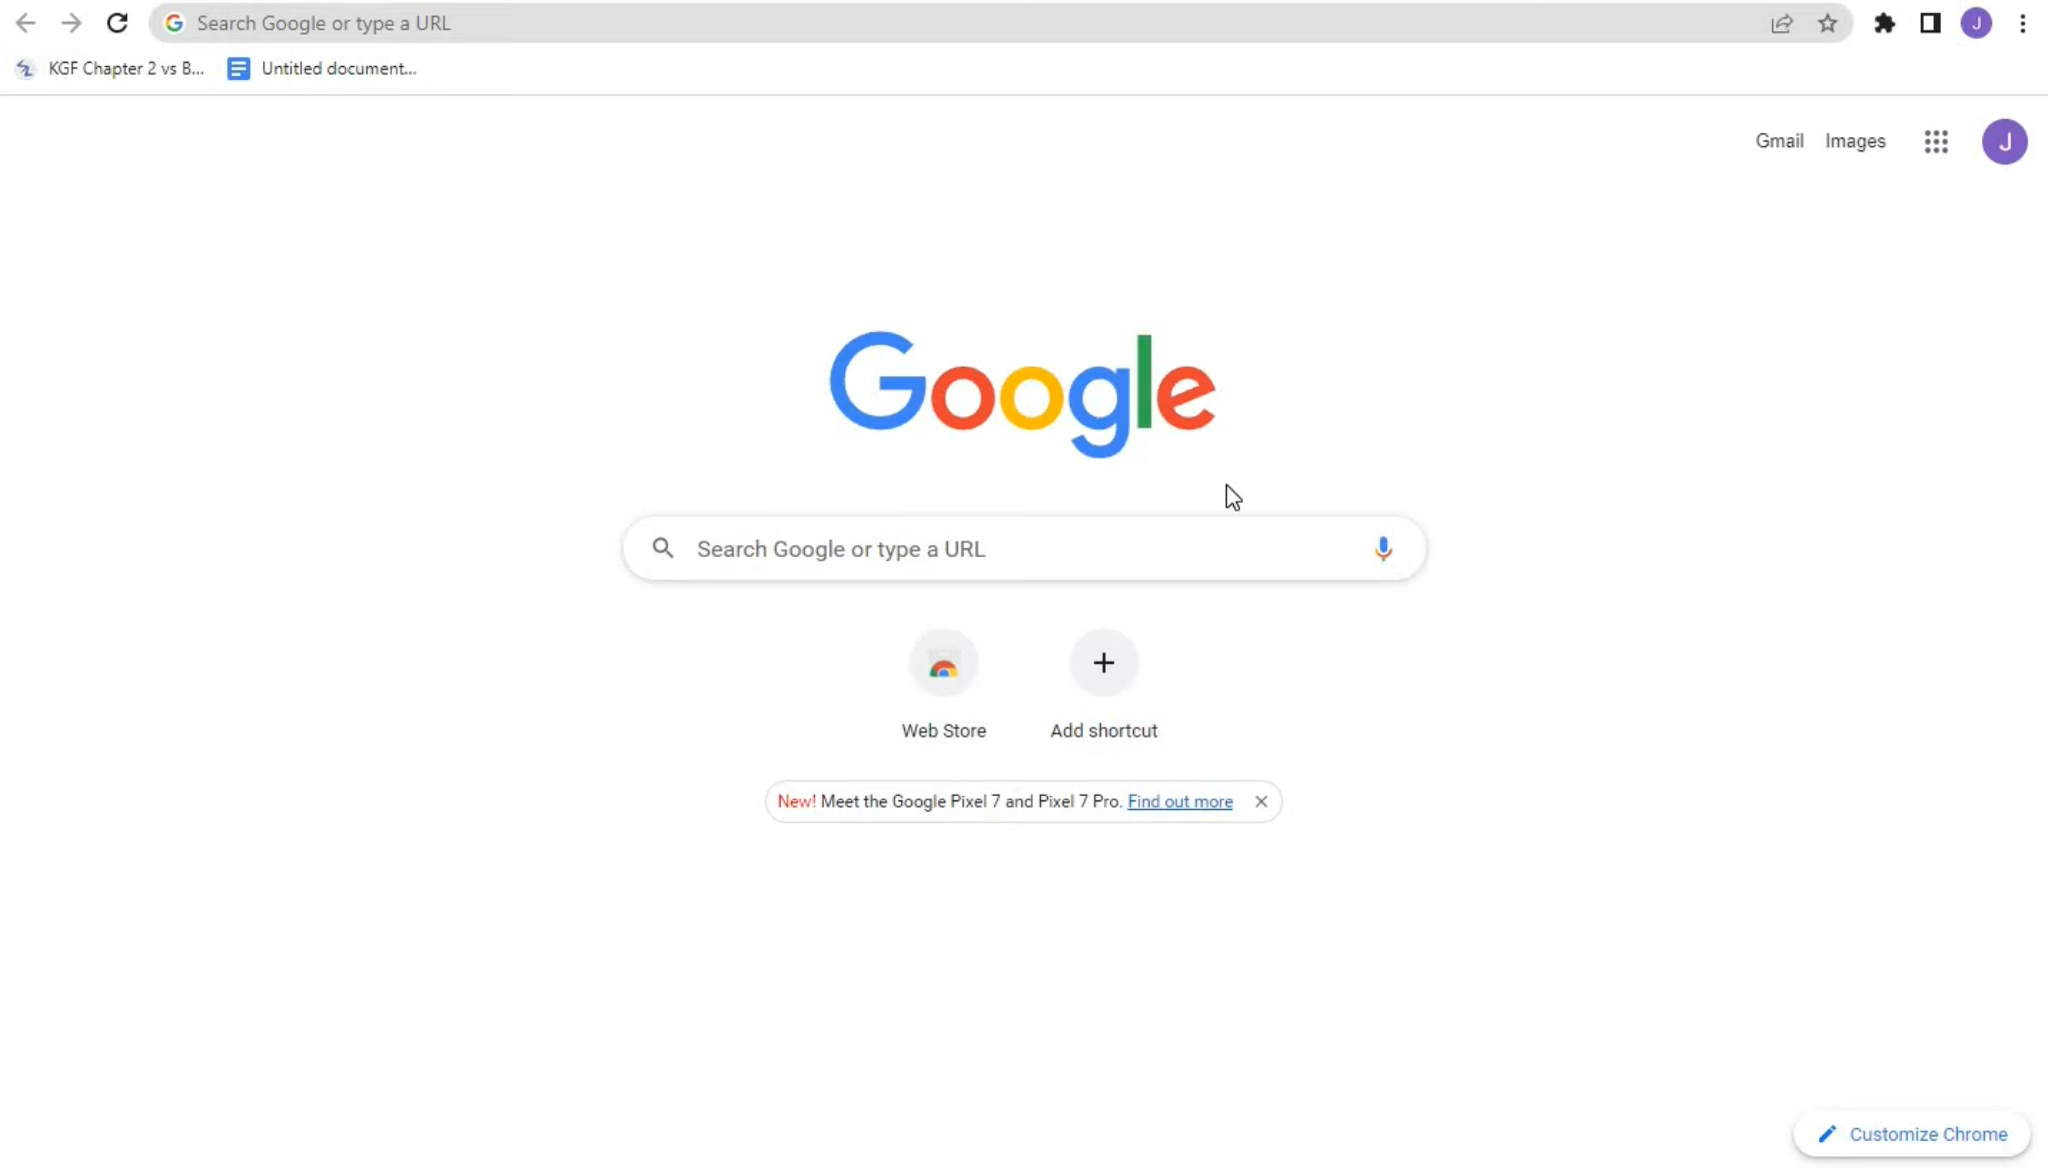 Search Google or type a URL
J
KGF Chapter 2 vs B...
Untitled document...
Gmail
Images
J
Google
Search Google or type a URL
Web Store
Add shortcut
New! Meet the Google Pixel 7 and Pixel 7 Pro. Find out more
Customize Chrome